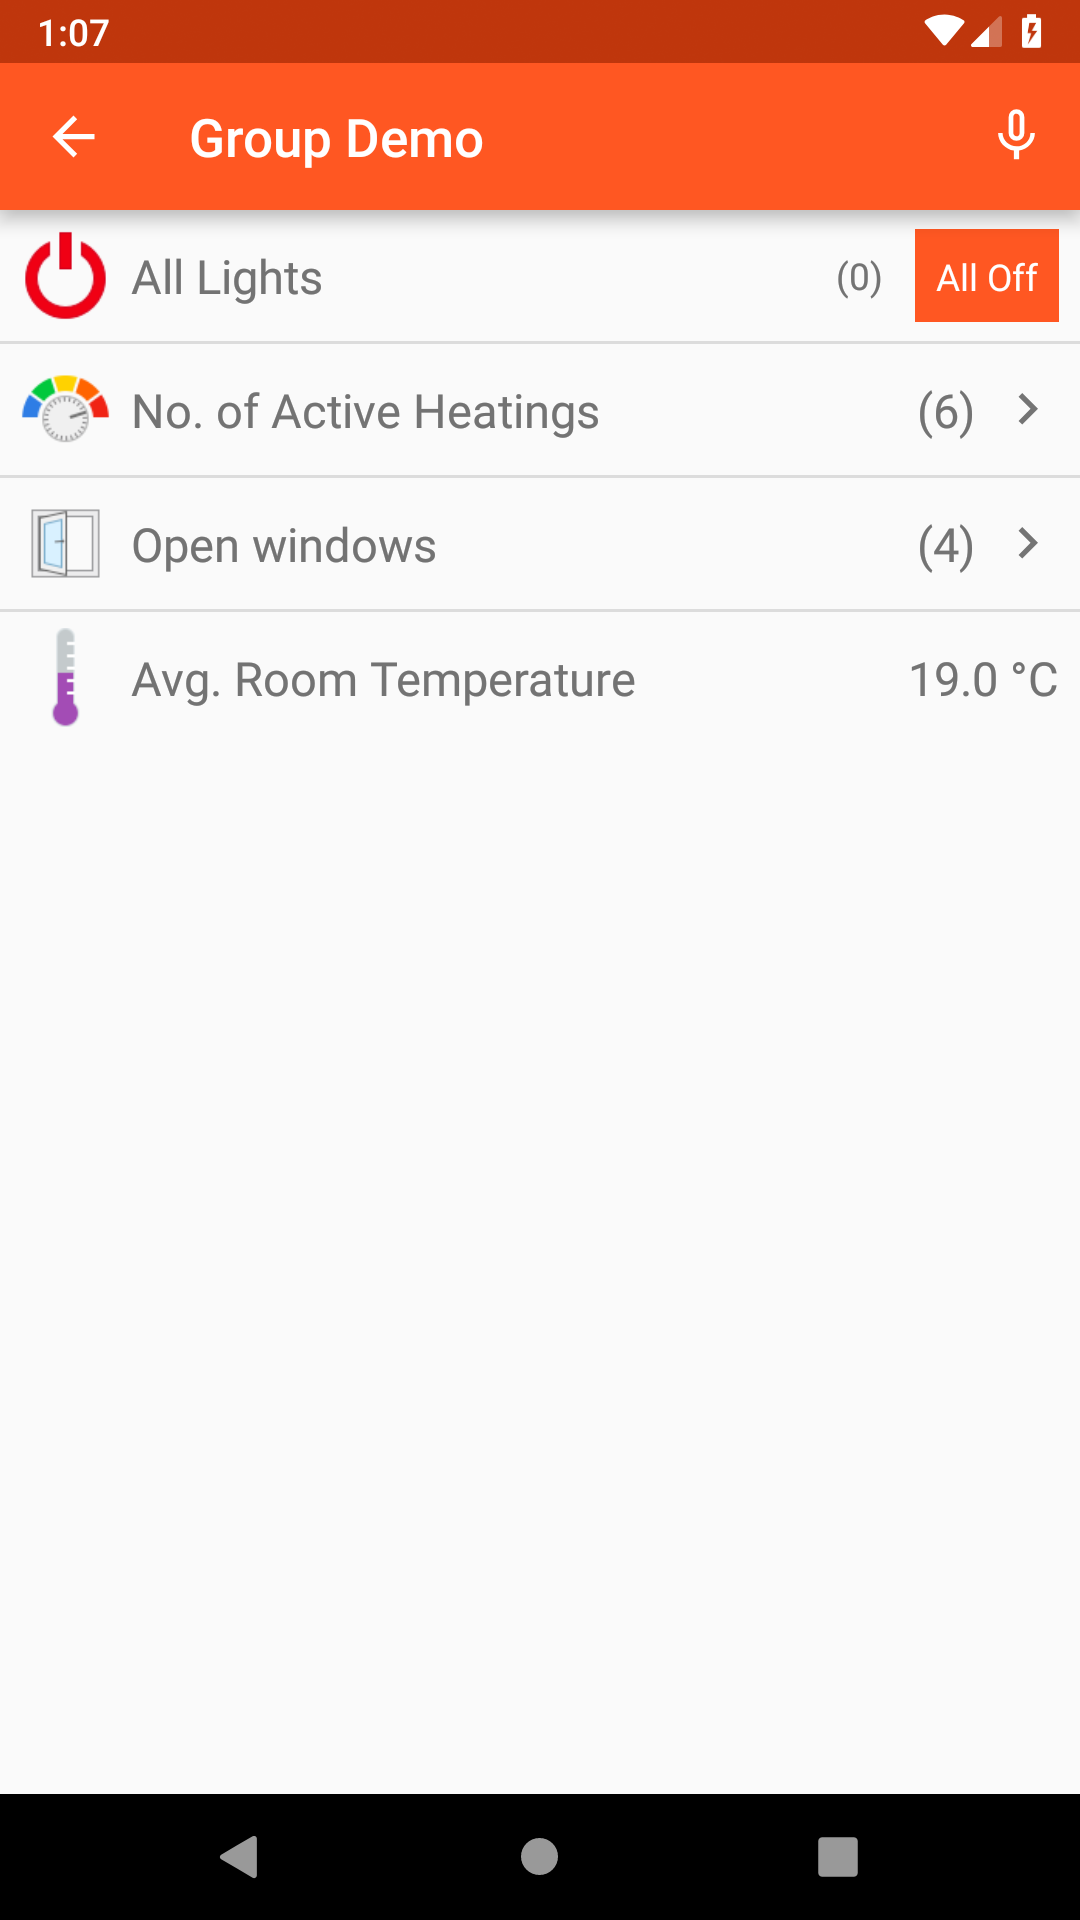 1:07
Group Demo
All Lights (0) All Off
No. of Active Heatings (6)
Open windows (4)
Avg. Room Temperature 19.0 °C